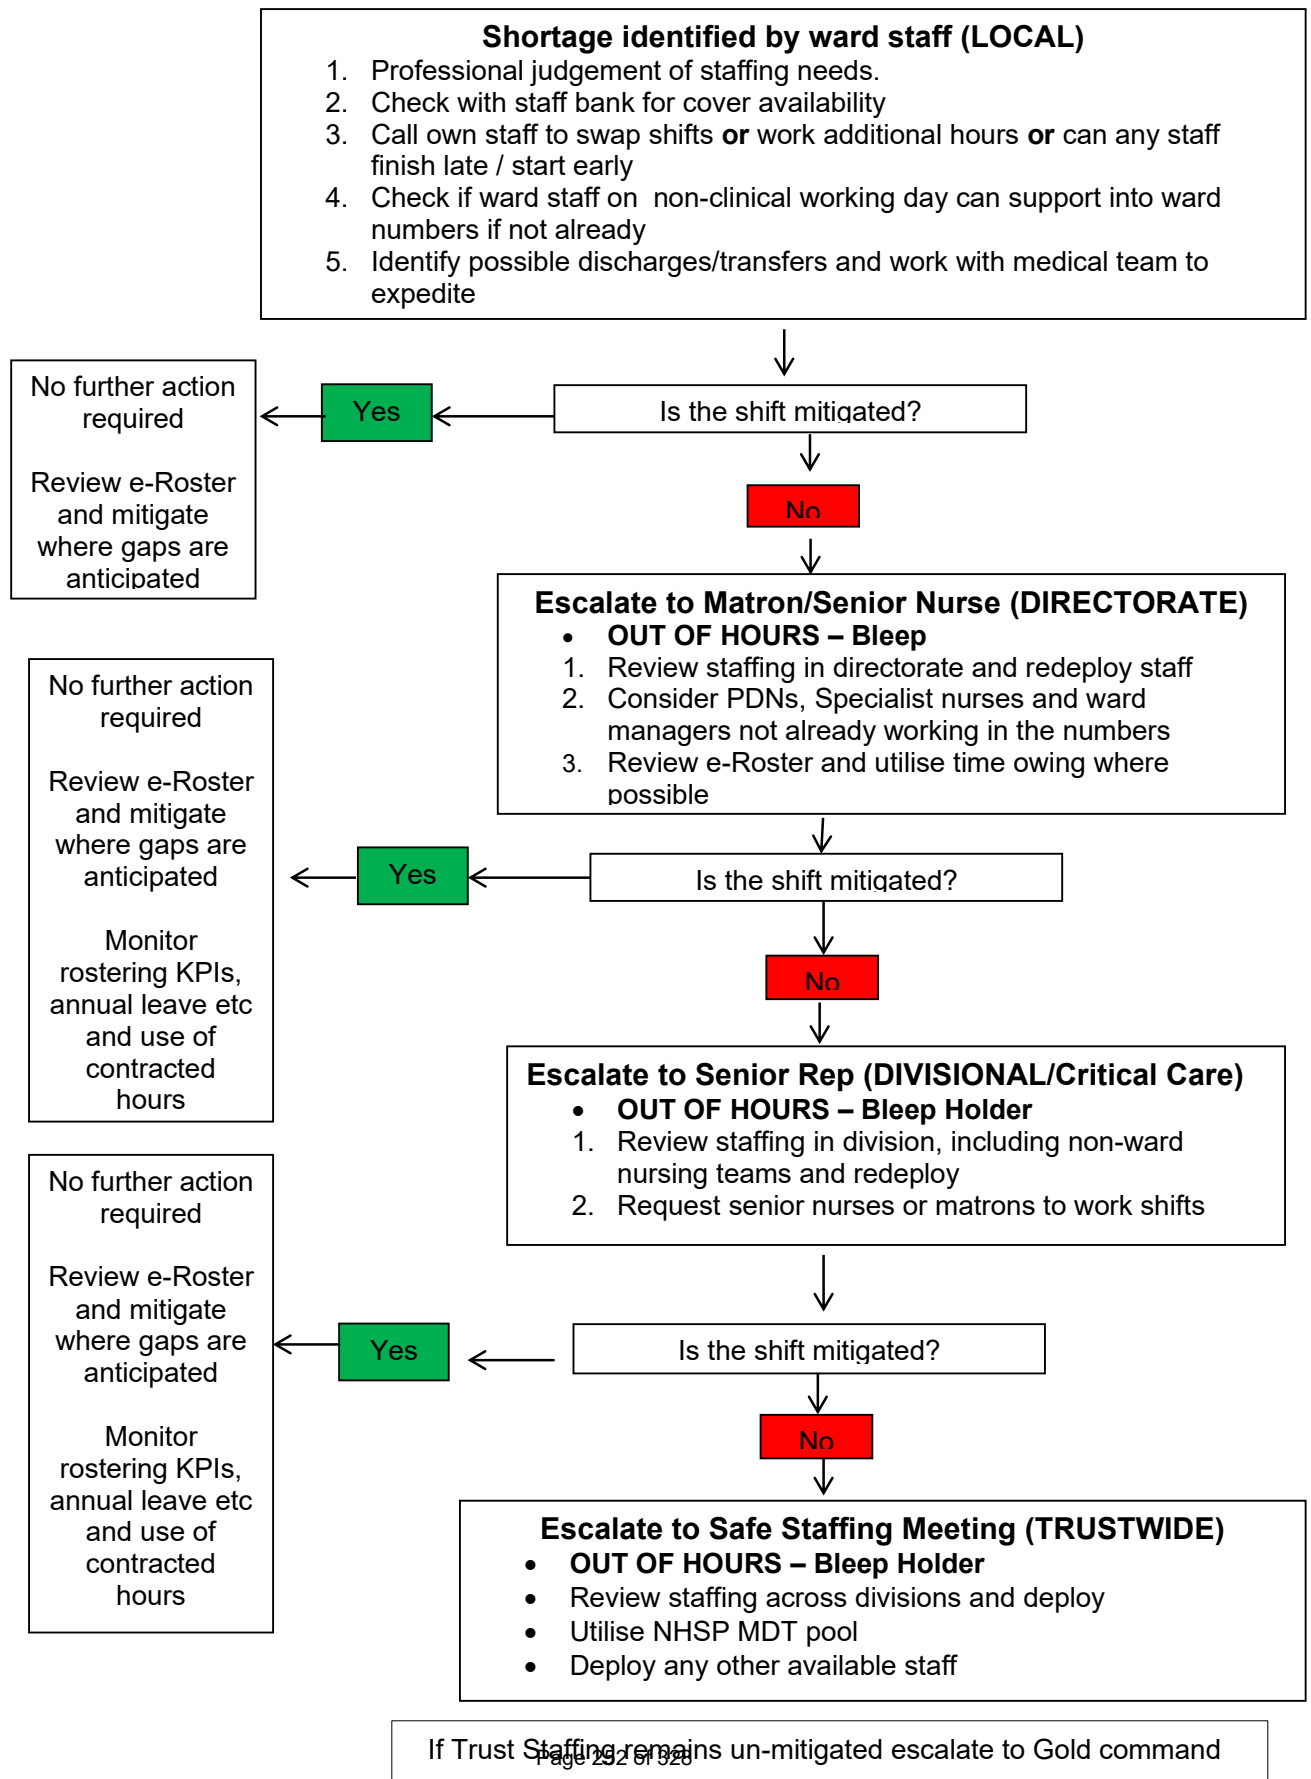 Shortage identified by ward staff (LOCAL)
1. Professional judgement of staffing needs.
2. Check with staff bank for cover availability
3. Call own staff to swap shifts or work additional hours or can any staff
finish late / start early
4. Check if ward staff on non-clinical working day can support into ward
numbers if not already
5. Identify possible discharges/transfers and work with medical team to
expedite
Is the shift mitigated?
Yes
No further action
required
Review e-Roster
and mitigate
where gaps are
anticipated
No
Escalate to Matron/Senior Nurse (DIRECTORATE)
• OUT OF HOURS – Bleep
1. Review staffing in directorate and redeploy staff
2. Consider PDNs, Specialist nurses and ward
managers not already working in the numbers
3. Review e-Roster and utilise time owing where
possible
Is the shift mitigated?
Yes
No further action
required
Review e-Roster
and mitigate
where gaps are
anticipated
Monitor
rostering KPIs,
annual leave etc
and use of
contracted
hours
No
Escalate to Senior Rep (DIVISIONAL/Critical Care)
• OUT OF HOURS – Bleep Holder
1. Review staffing in division, including non-ward
nursing teams and redeploy
2. Request senior nurses or matrons to work shifts
Is the shift mitigated?
Yes
No further action
required
Review e-Roster
and mitigate
where gaps are
anticipated
Monitor
rostering KPIs,
annual leave etc
and use of
contracted
hours
No
Escalate to Safe Staffing Meeting (TRUSTWIDE)
• OUT OF HOURS – Bleep Holder
• Review staffing across divisions and deploy
• Utilise NHSP MDT pool
• Deploy any other available staff
If Trust Staffing remains un-mitigated escalate to Gold command
Page 252 of 328